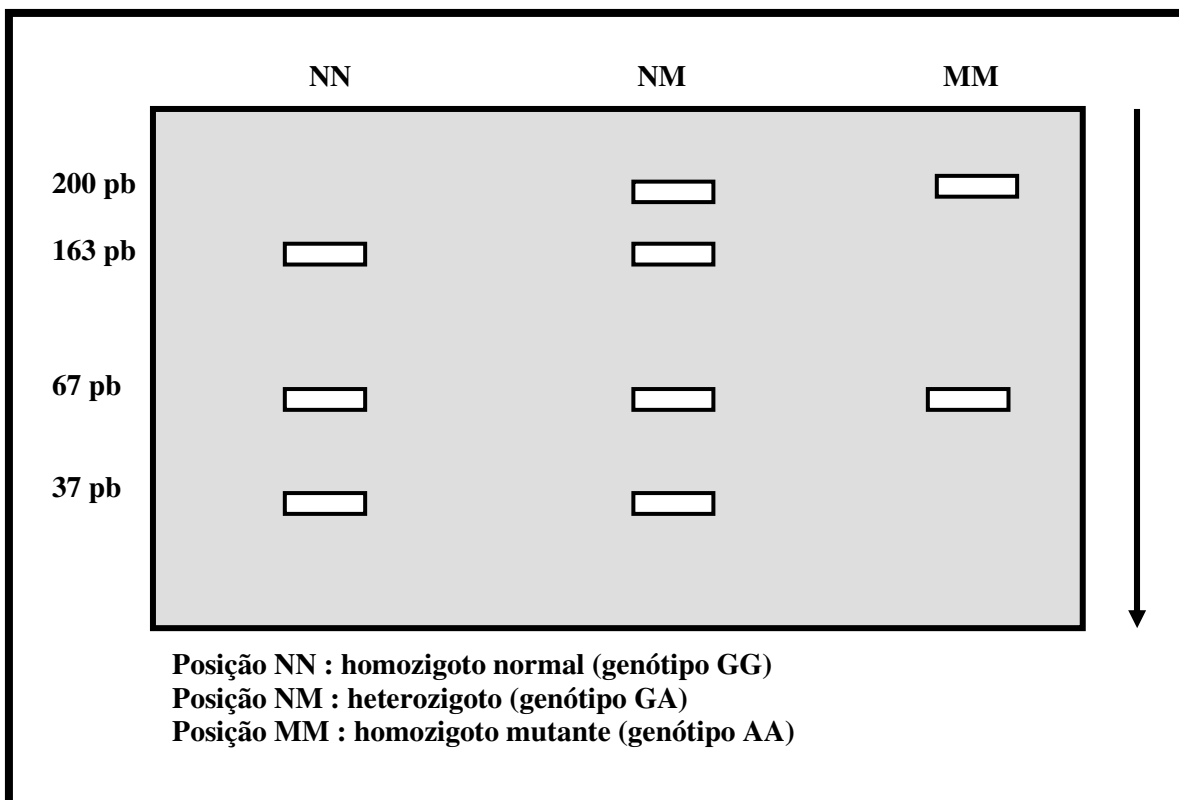 NN NM MM
200 pb
163 pb
67 pb
37 pb
Posição NN : homozigoto normal (genótipo GG)
Posição NM : heterozigoto (genótipo GA)
Posição MM : homozigoto mutante (genótipo AA)